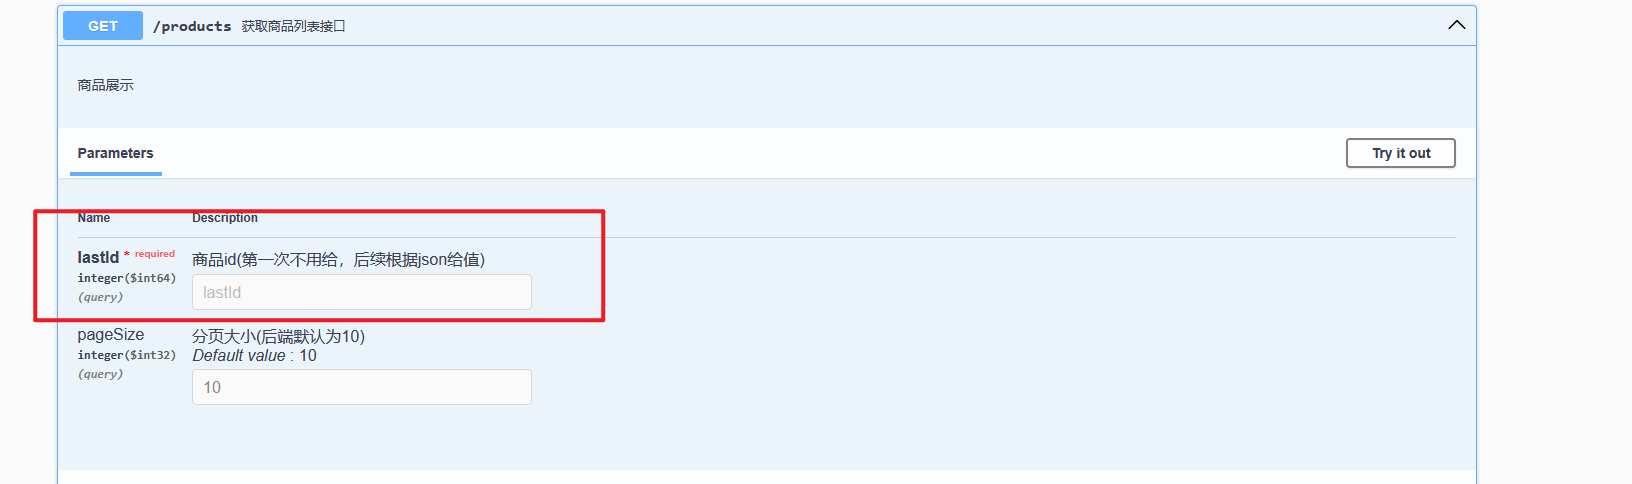 GET /products 获取商品列表接口
商品展示
Parameters
Try it out
Name Description
lastId * required 商品id(第一次不用给，后续根据json给值)
integer($int64)
(query)
lastId
pageSize 分页大小(后端默认为10)
integer($int32) Default value : 10
(query)
10